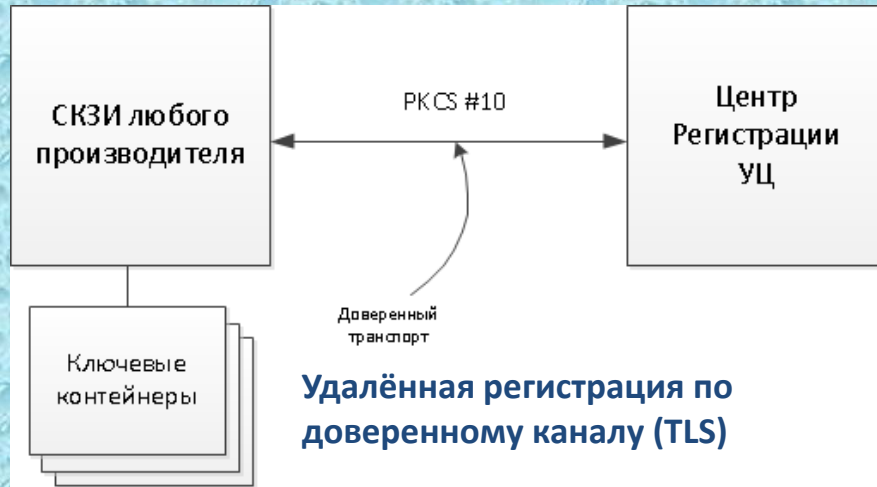 СКЗИ любого
производителя
PKCS #10
Центр
Регистрации
УЦ
Доверенный
транспорт
Ключевые
контейнеры
Удалённая регистрация по
доверенному каналу (TLS)